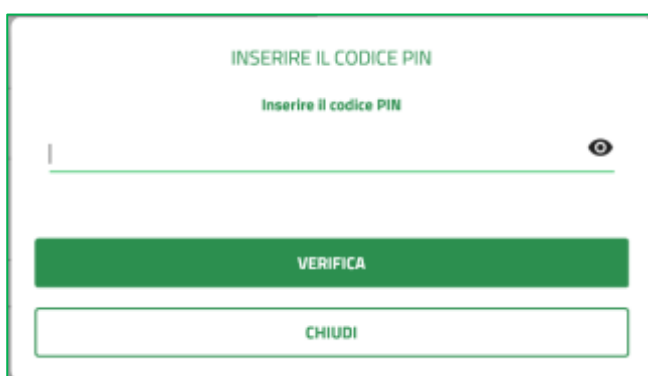 INSERIRE IL CODICE PIN
Inserire il codice PIN
VERIFICA
CHIUDI